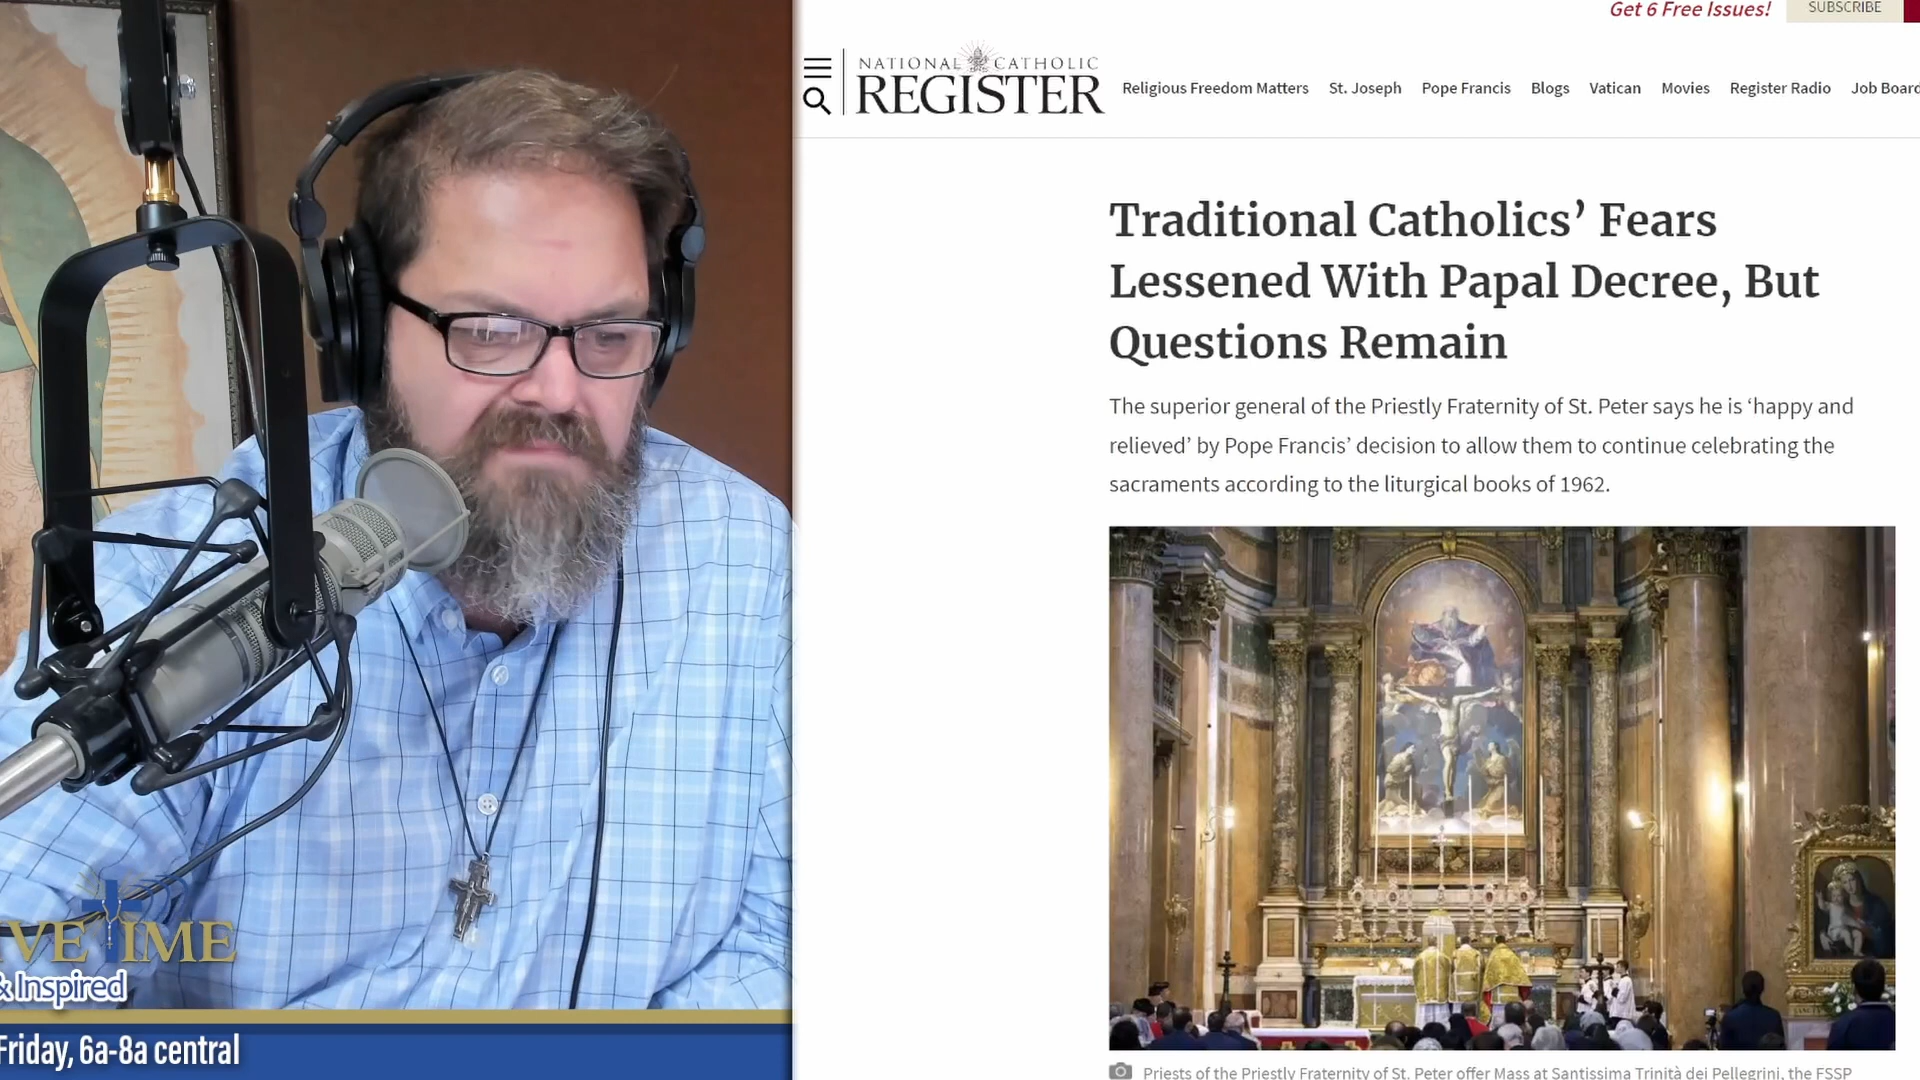 Get 6 Free Issues!
SUBSCRIBE
NATIONAL CATHOLIC
REGISTER
Religious Freedom Matters St. Joseph Pope Francis Blogs Vatican Movies Register Radio Job Board
Traditional Catholics’ Fears
Lessened With Papal Decree, But
Questions Remain
The superior general of the Priestly Fraternity of St. Peter says he is ‘happy and
relieved’ by Pope Francis’ decision to allow them to continue celebrating the
sacraments according to the liturgical books of 1962.
Priests of the Priestly Fraternity of St. Peter offer Mass at Santissima Trinità dei Pellegrini, the FSSP
IVE TIME
& Inspired
Friday, 6a-8a central